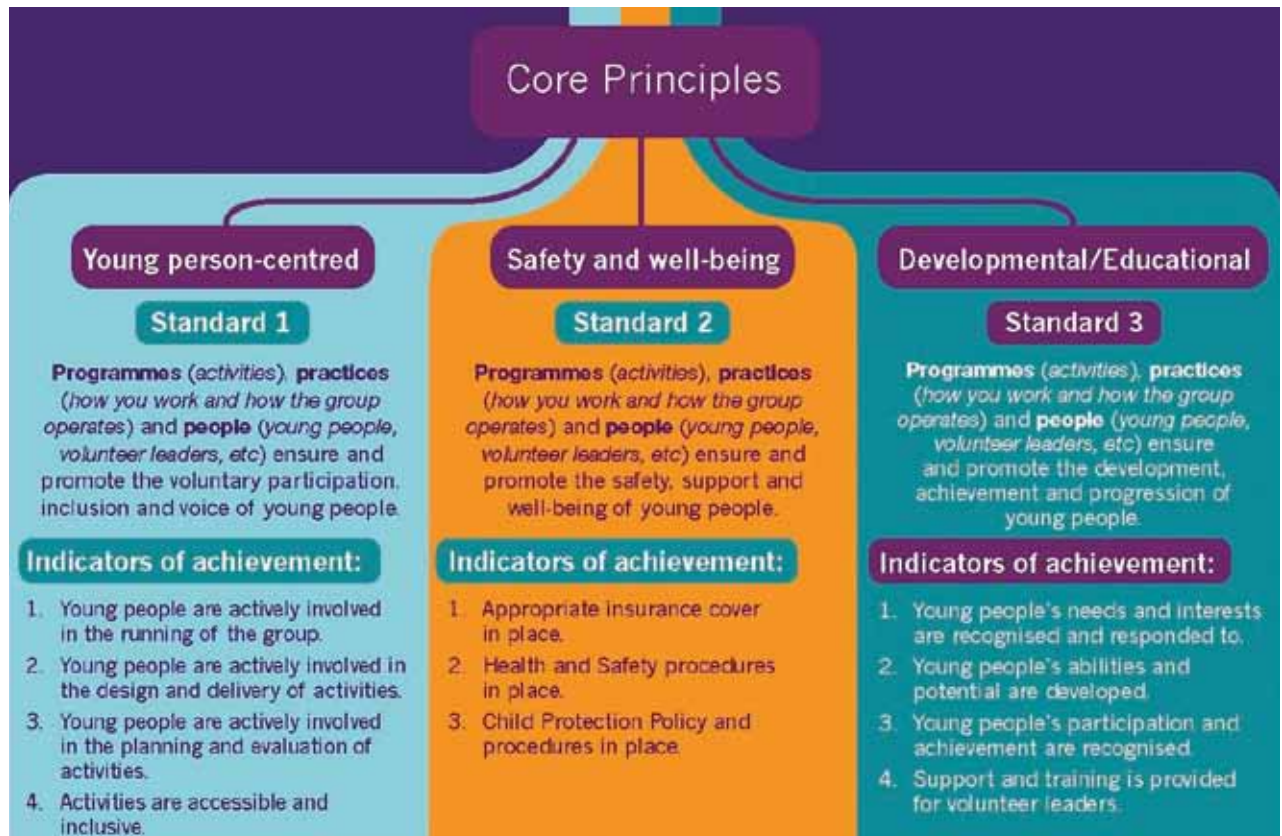 Core Principles
Young person-centred
Standard 1
Programmes (activities), practices
(how you work and how the group
operates) and people (young people,
volunteer leaders, etc) ensure and
promote the voluntary participation,
inclusion and voice of young people.
Indicators of achievement:
1. Young people are actively involved
in the running of the group.
2. Young people are actively involved in
the design and delivery of activities.
3. Young people are actively involved
in the planning and evaluation of
activities.
4. Activities are accessible and
inclusive.
Safety and well-being
Standard 2
Programmes (activities), practices
(how you work and how the group
operates) and people (young people,
volunteer leaders, etc) ensure and
promote the safety, support and
well-being of young people.
Indicators of achievement:
1. Appropriate insurance cover
in place.
2. Health and Safety procedures
in place.
3. Child Protection Policy and
procedures in place
Developmental/Educational
Standard 3
Programmes (activities), practices
(how you work and how the group
operates) and people (young people,
volunteer leaders, etc) ensure
and promote the development,
achievement and progression of
young people.
Indicators of achievement:
1. Young people's needs and interests
are recognised and responded to.
2. Young people's abilities and
potential are developed.
3. Young people's participation and
achievement are recognised.
4. Support and training is provided
for volunteer leaders.